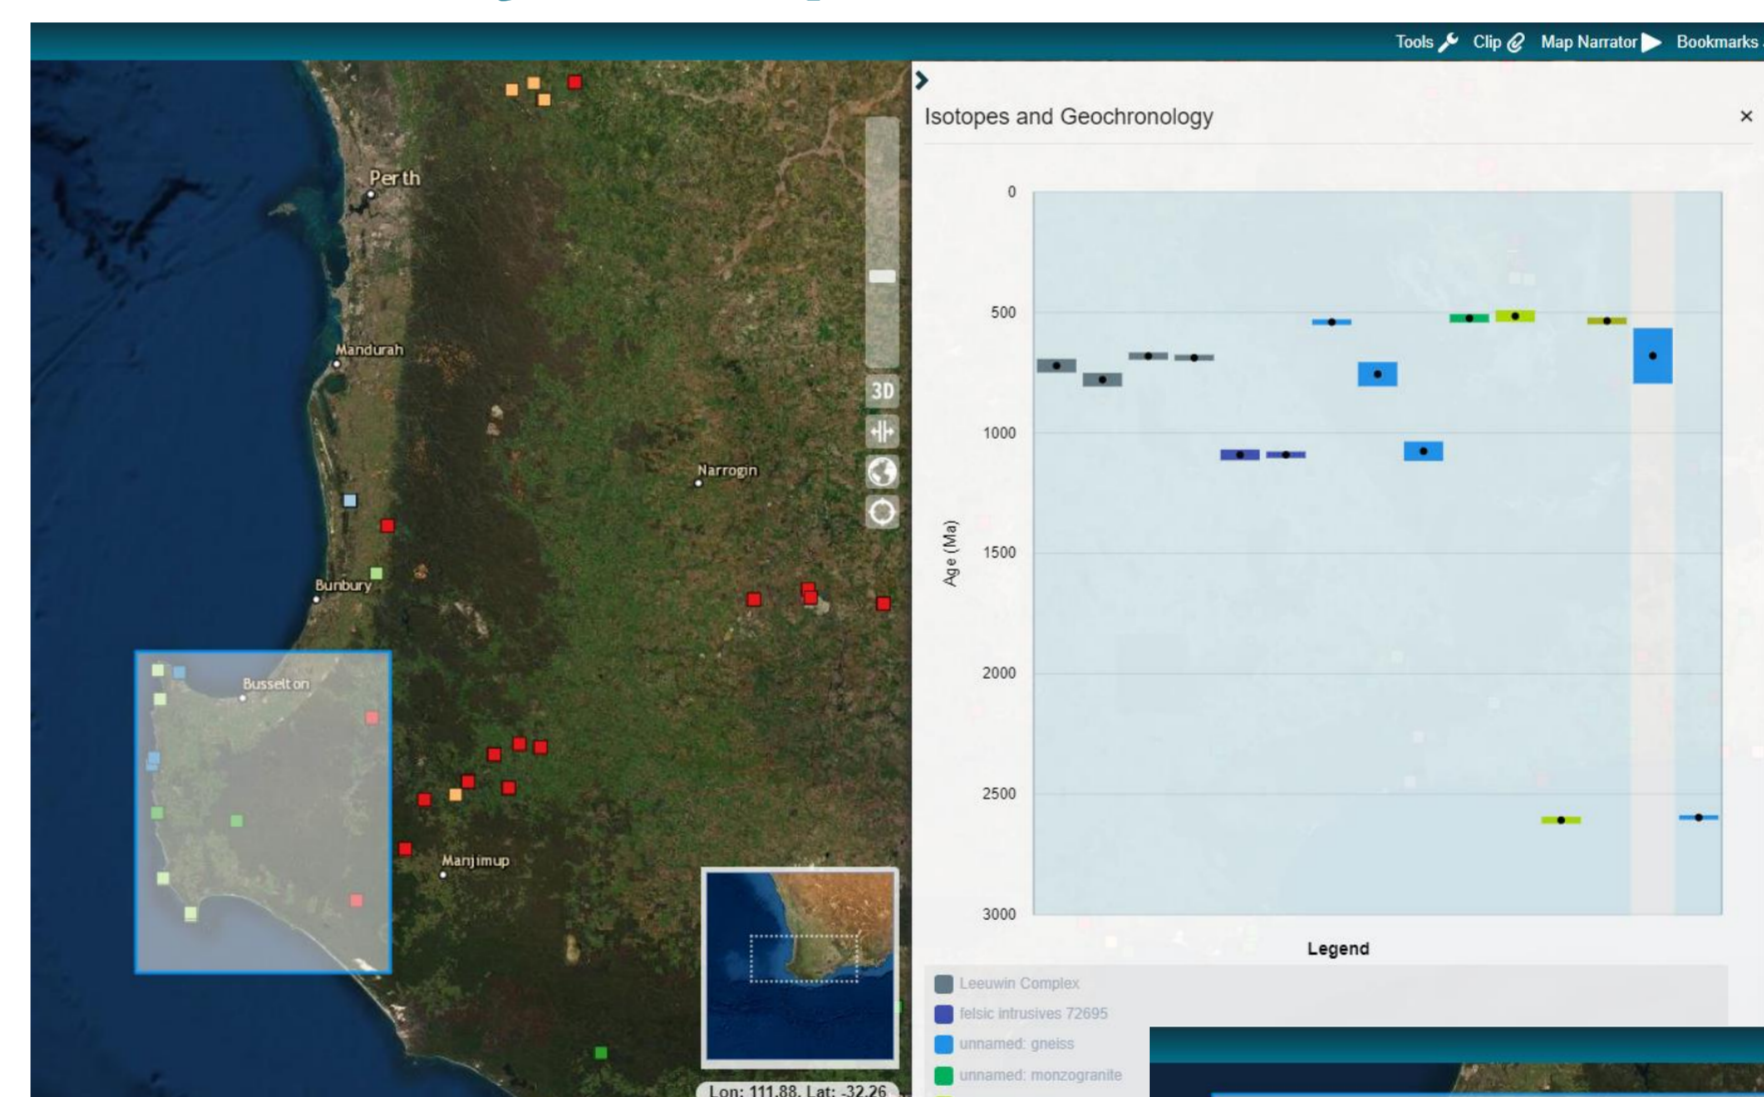 Tools Clip Map Narrator Bookmarks
Isotopes and Geochronology
Perth
Mandurah
Narrogin
Bunbury
Busselton
Manjimup
3D
Lon: 111.88, Lat: -32.26
0
500
1000
1500
2000
2500
3000
Age (Ma)
Legend
Leeuwin Complex
felsic intrusives 72695
unnamed: gneiss
unnamed: monzogranite